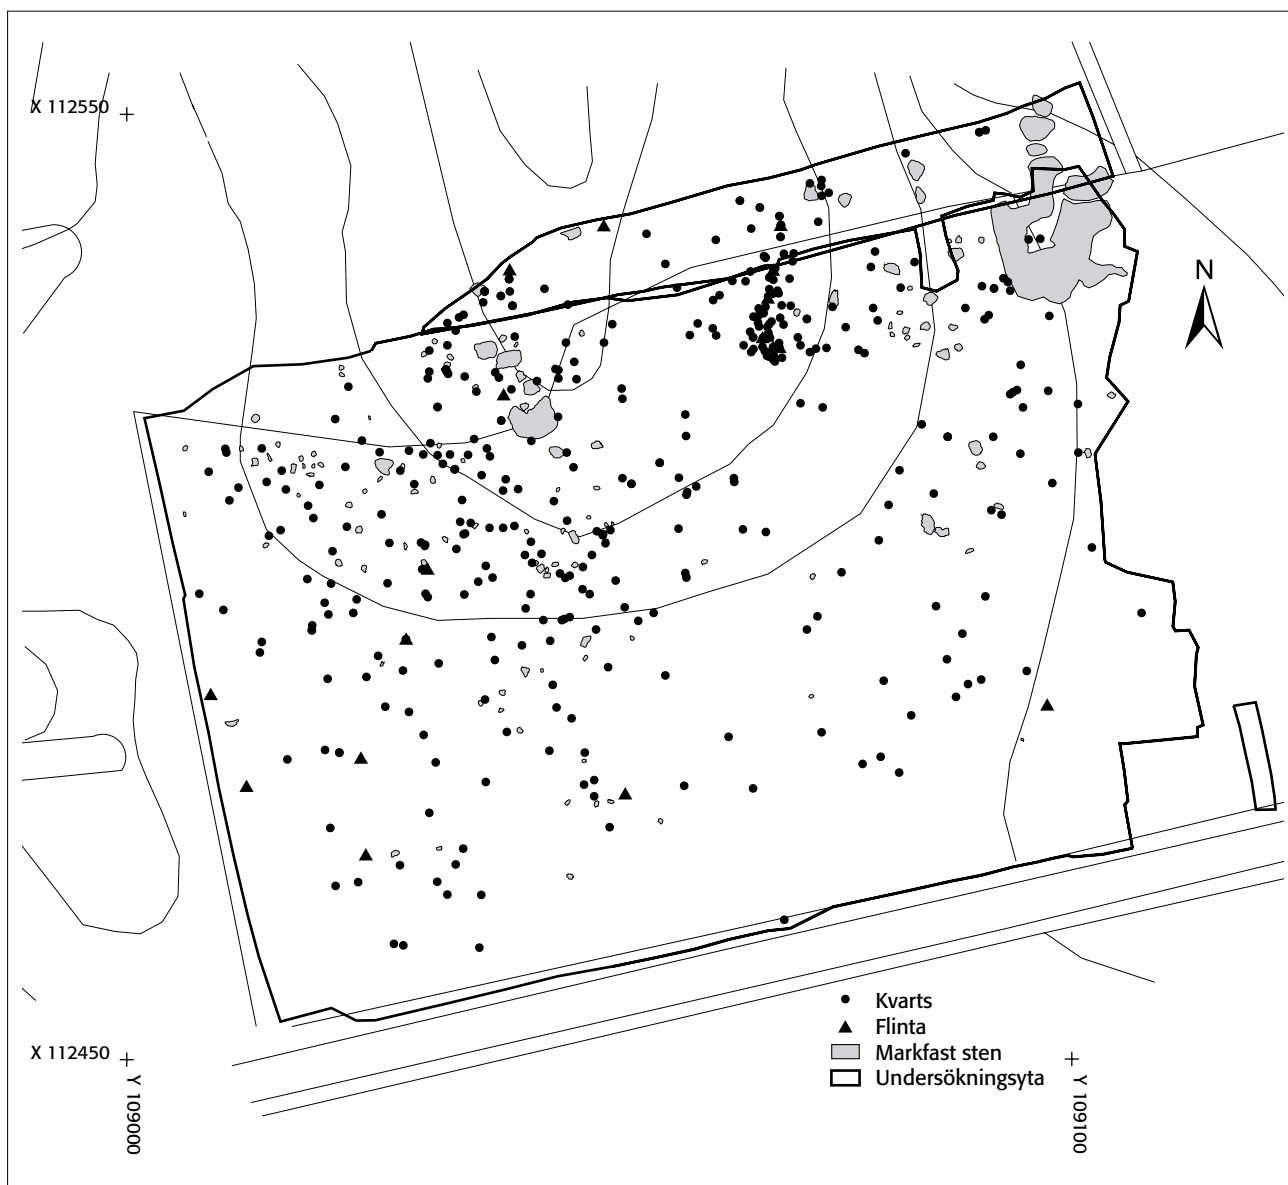 X 112550
N
Kvarts
Flinta
Markfast sten
Undersökningsyta
X 112450
Y 109000
Y 109100